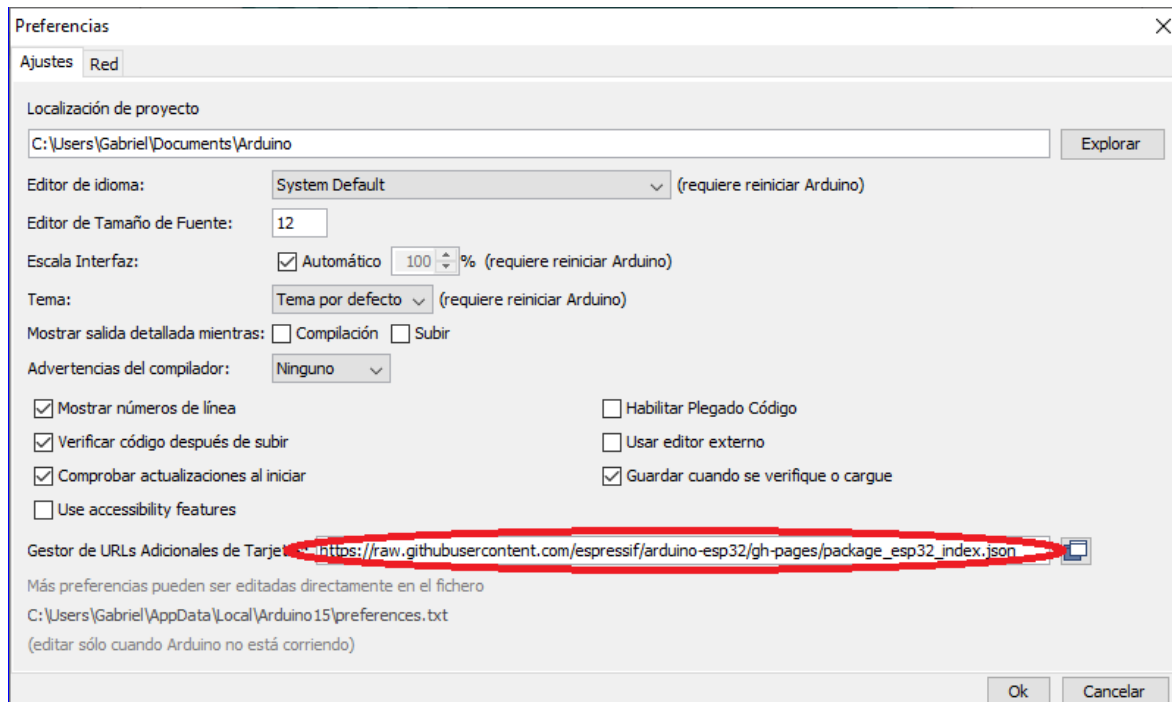 Preferencias
Ajustes Red
Localización de proyecto
C:\Users\Gabriel\Documents\Arduino Explorar
Editor de idioma: System Default (requiere reiniciar Arduino)
Editor de Tamaño de Fuente: 12
Escala Interfaz: Automático 100 % (requiere reiniciar Arduino)
Tema: Tema por defecto (requiere reiniciar Arduino)
Mostrar salida detallada mientras: Compilación Subir
Advertencias del compilador: Ninguno
Mostrar números de línea Habilitar Plegado Código
Verificar código después de subir Usar editor externo
Comprobar actualizaciones al iniciar Guardar cuando se verifique o cargue
Use accessibility features
Gestor de URLs Adicionales de Tarjetas: https://raw.githubusercontent.com/espressif/arduino-esp32/gh-pages/package_esp32_index.json
Más preferencias pueden ser editadas directamente en el fichero
C:\Users\Gabriel\AppData\Local\Arduino15\preferences.txt
(editar sólo cuando Arduino no está corriendo)
Ok Cancelar